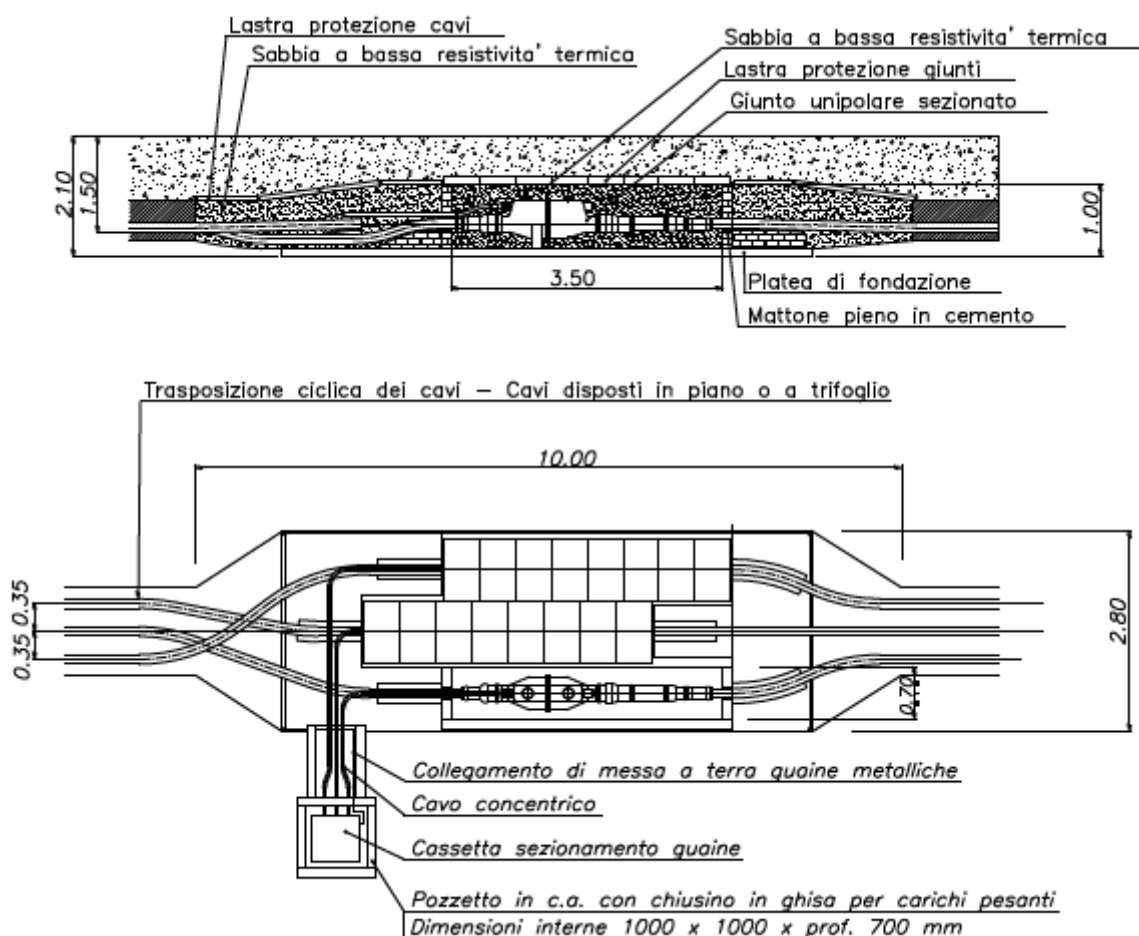 Lastra protezione cavi
Sabbia a bassa resistivita' termica
Sabbia a bassa resistivita' termica
Lastra protezione giunti
Giunto unipolare sezionato
2.10
1.50
1.00
3.50
Platea di fondazione
Mattone pieno in cemento
Trasposizione ciclica dei cavi – Cavi disposti in piano o a trifoglio
10.00
0.35
0.35
2.80
0.70
Collegamento di messa a terra guaine metalliche
Cavo concentrico
Cassetta sezionamento guaine
Pozzetto in c.a. con chiusino in ghisa per carichi pesanti
Dimensioni interne 1000 x 1000 x prof. 700 mm